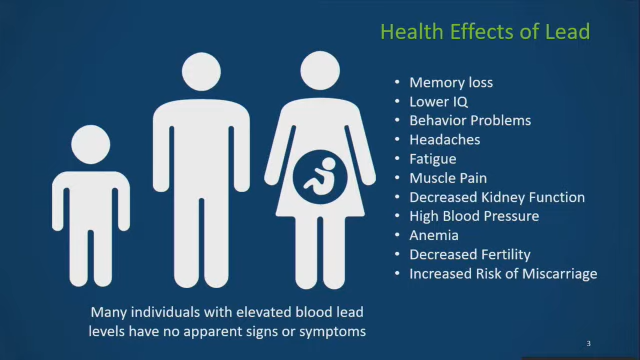 Health Effects of Lead
Memory loss
Lower IQ
Behavior Problems
Headaches
Fatigue
Muscle Pain
Decreased Kidney Function
High Blood Pressure
Anemia
Decreased Fertility
Increased Risk of Miscarriage
Many individuals with elevated blood lead
levels have no apparent signs or symptoms
3